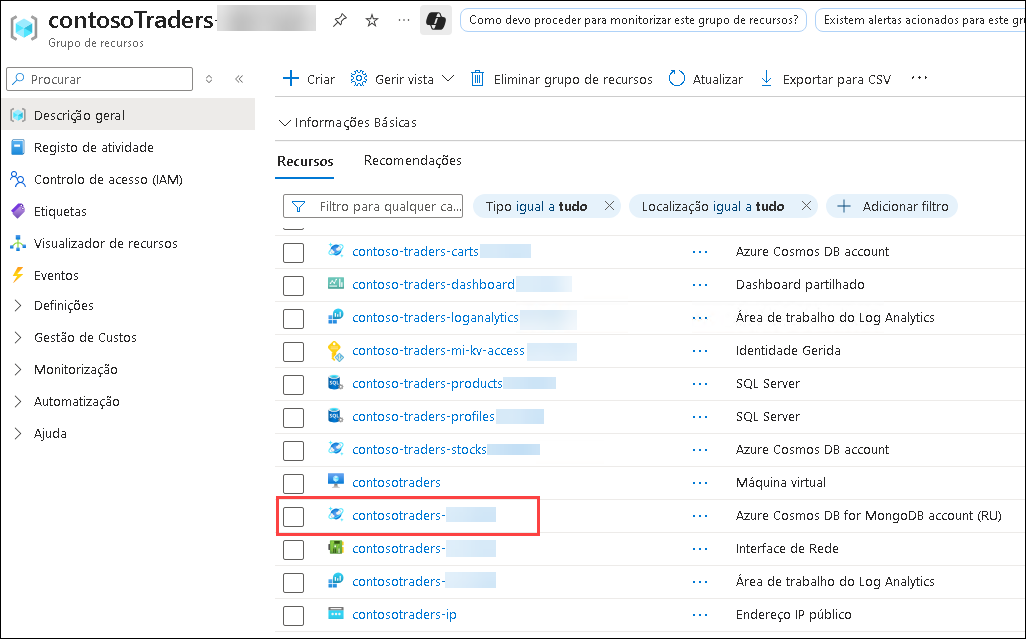 contosoTraders-
Grupo de recursos
Como devo proceder para monitorizar este grupo de recursos?
Existem alertas acionados para este gr
Procurar
Criar
Gerir vista
Eliminar grupo de recursos
Atualizar
Exportar para CSV
Descrição geral
Registo de atividade
Controlo de acesso (IAM)
Etiquetas
Visualizador de recursos
Eventos
Definições
Gestão de Custos
Monitorização
Automatização
Ajuda
Informações Básicas
Recursos Recomendações
Filtro para qualquer ca...
Tipo igual a tudo
Localização igual a tudo
Adicionar filtro
contoso-traders-carts ... Azure Cosmos DB account
contoso-traders-dashboard ... Dashboard partilhado
contoso-traders-loganalytics ... Área de trabalho do Log Analytics
contoso-traders-mi-kv-access ... Identidade Gerida
contoso-traders-products ... SQL Server
contoso-traders-profiles ... SQL Server
contoso-traders-stocks ... Azure Cosmos DB account
contosotraders ... Máquina virtual
contosotraders- ... Azure Cosmos DB for MongoDB account (RU)
contosotraders- ... Interface de Rede
contosotraders- ... Área de trabalho do Log Analytics
contosotraders-ip ... Endereço IP público